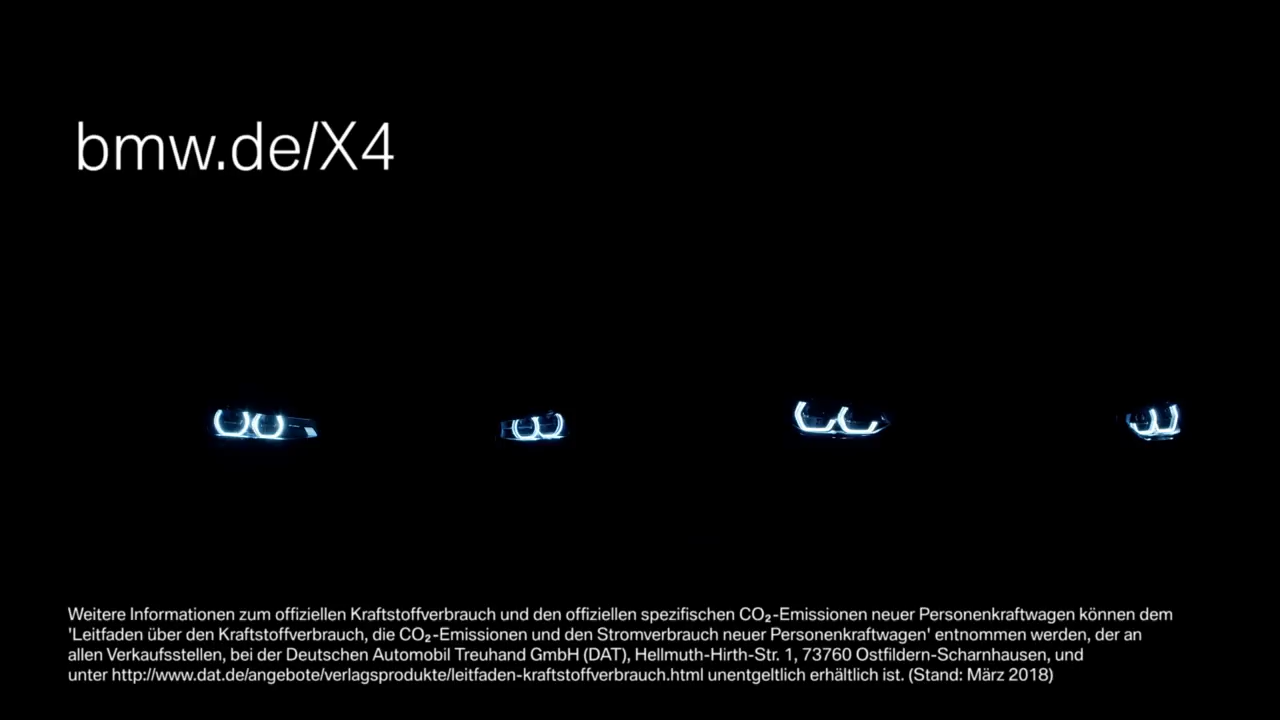 bmw.de/X4
Weitere Informationen zum offiziellen Kraftstoffverbrauch und den offiziellen spezifischen CO₂-Emissionen neuer Personenkraftwagen können dem
'Leitfaden über den Kraftstoffverbrauch, die CO₂-Emissionen und den Stromverbrauch neuer Personenkraftwagen' entnommen werden, der an
allen Verkaufsstellen, bei der Deutschen Automobil Treuhand GmbH (DAT), Hellmuth-Hirth-Str. 1, 73760 Ostfildern-Scharnhausen, und
unter http://www.dat.de/angebote/verlagsprodukte/leitfaden-kraftstoffverbrauch.html unentgeltlich erhältlich ist. (Stand: März 2018)